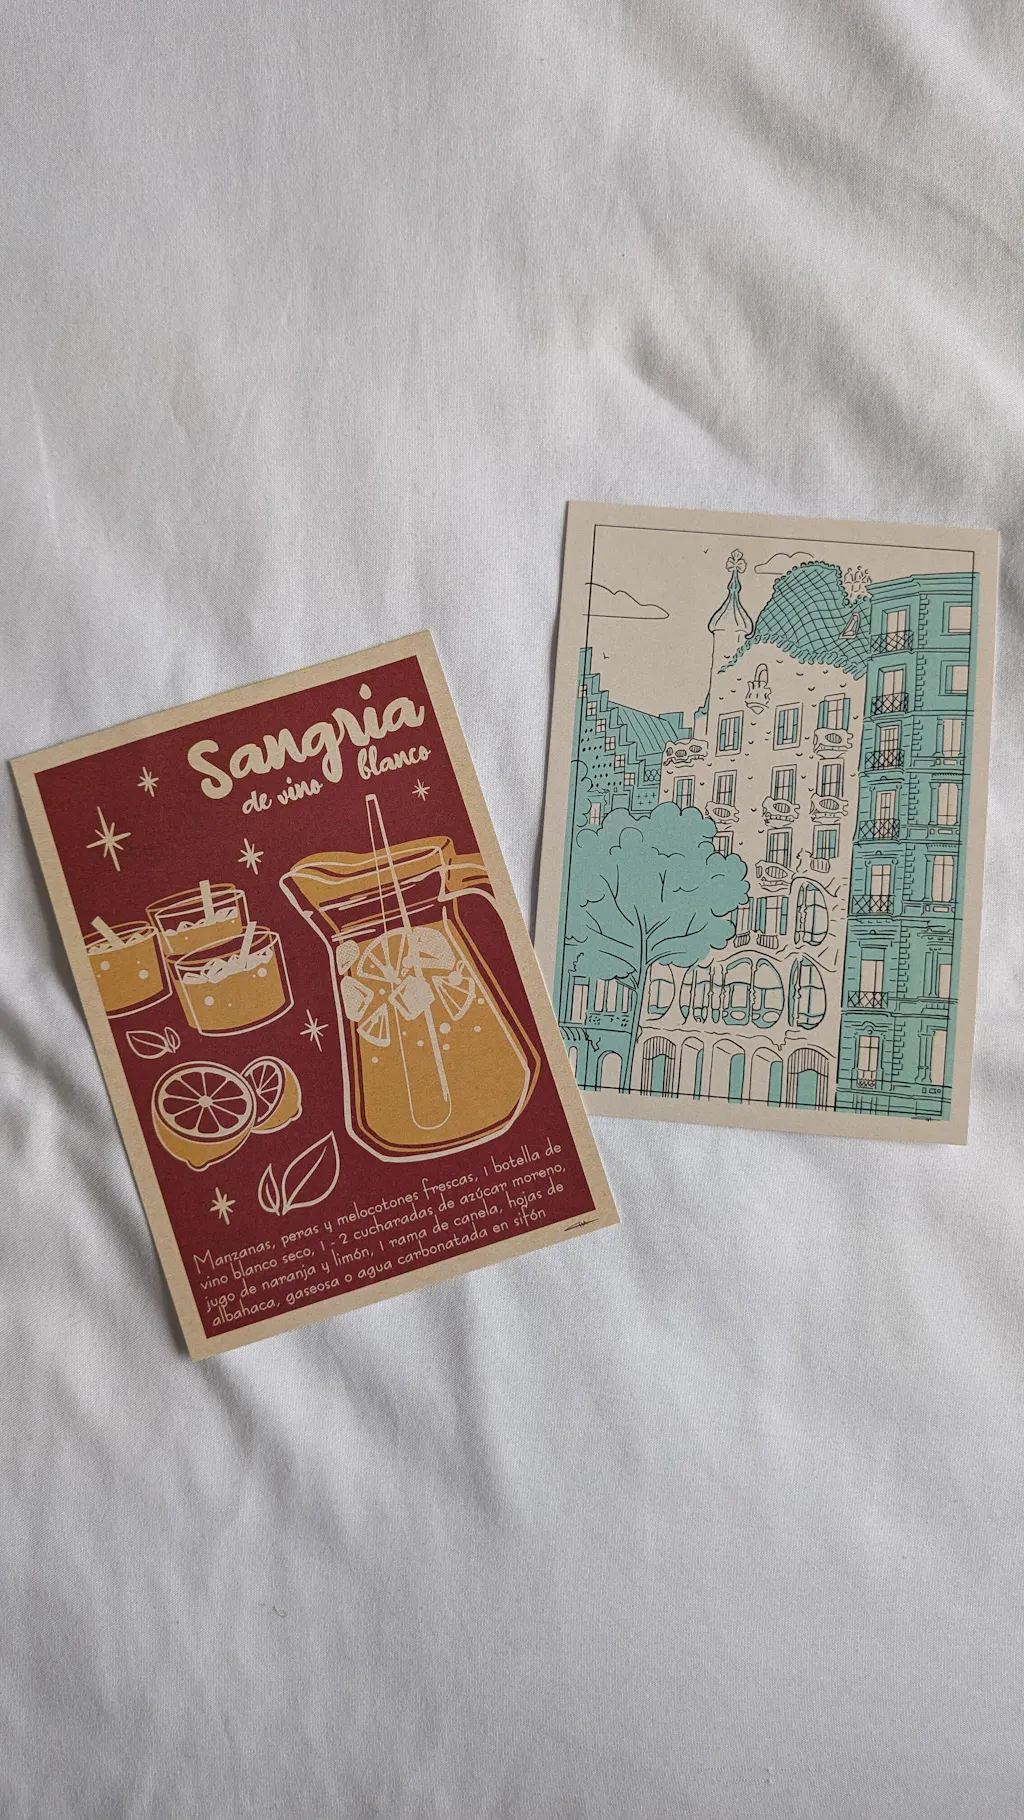 Sangria
de vino blanco
Manzanas, peras y melocotones frescas, 1 botella de
vino blanco seco, 1 - 2 cucharadas de azúcar moreno,
jugo de naranja y limón, 1 rama de canela, hojas de
albahaca, gaseosa o agua carbonatada en sifón